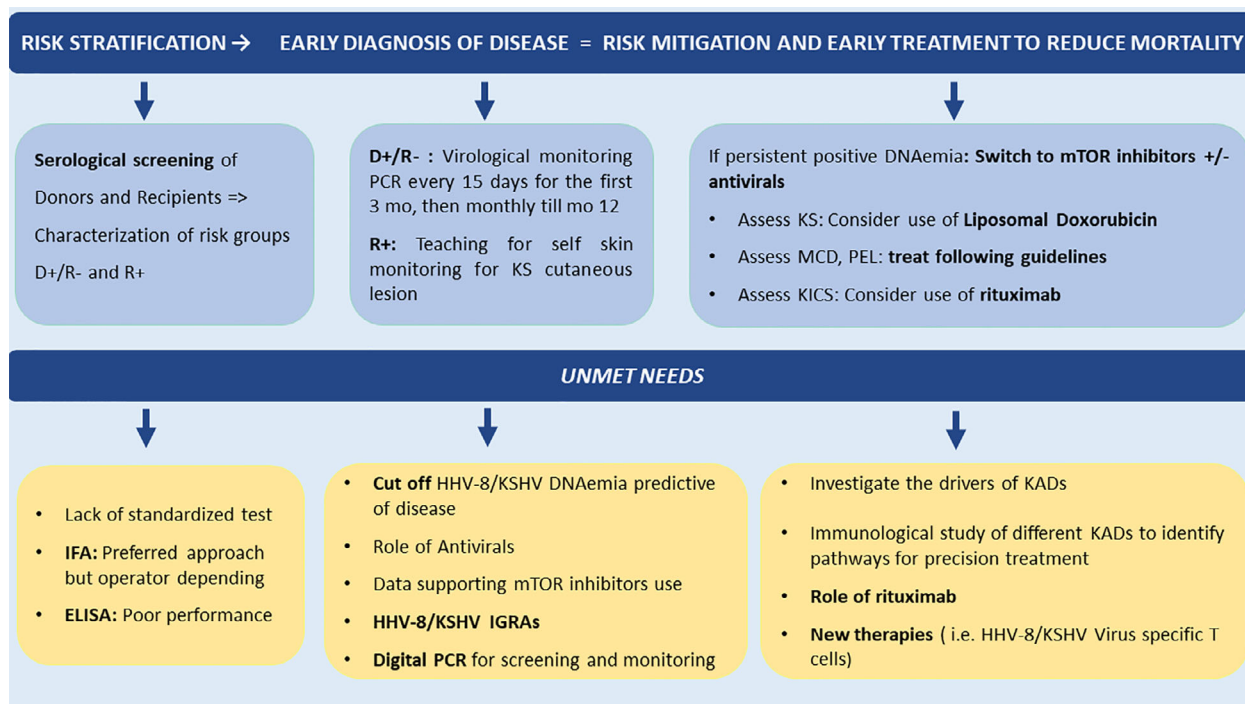 RISK STRATIFICATION → EARLY DIAGNOSIS OF DISEASE = RISK MITIGATION AND EARLY TREATMENT TO REDUCE MORTALITY
Serological screening of
Donors and Recipients =>
Characterization of risk groups
D+/R- and R+
D+/R- : Virological monitoring
PCR every 15 days for the first
3 mo, then monthly till mo 12
R+: Teaching for self skin
monitoring for KS cutaneous
lesion
If persistent positive DNAemia: Switch to mTOR inhibitors +/-
antivirals
• Assess KS: Consider use of Liposomal Doxorubicin
• Assess MCD, PEL: treat following guidelines
• Assess KICS: Consider use of rituximab
UNMET NEEDS
• Lack of standardized test
• IFA: Preferred approach
but operator depending
• ELISA: Poor performance
• Cut off HHV-8/KSHV DNAemia predictive
of disease
• Role of Antivirals
• Data supporting mTOR inhibitors use
• HHV-8/KSHV IGRAs
• Digital PCR for screening and monitoring
• Investigate the drivers of KADs
• Immunological study of different KADs to identify
pathways for precision treatment
• Role of rituximab
• New therapies ( i.e. HHV-8/KSHV Virus specific T
cells)